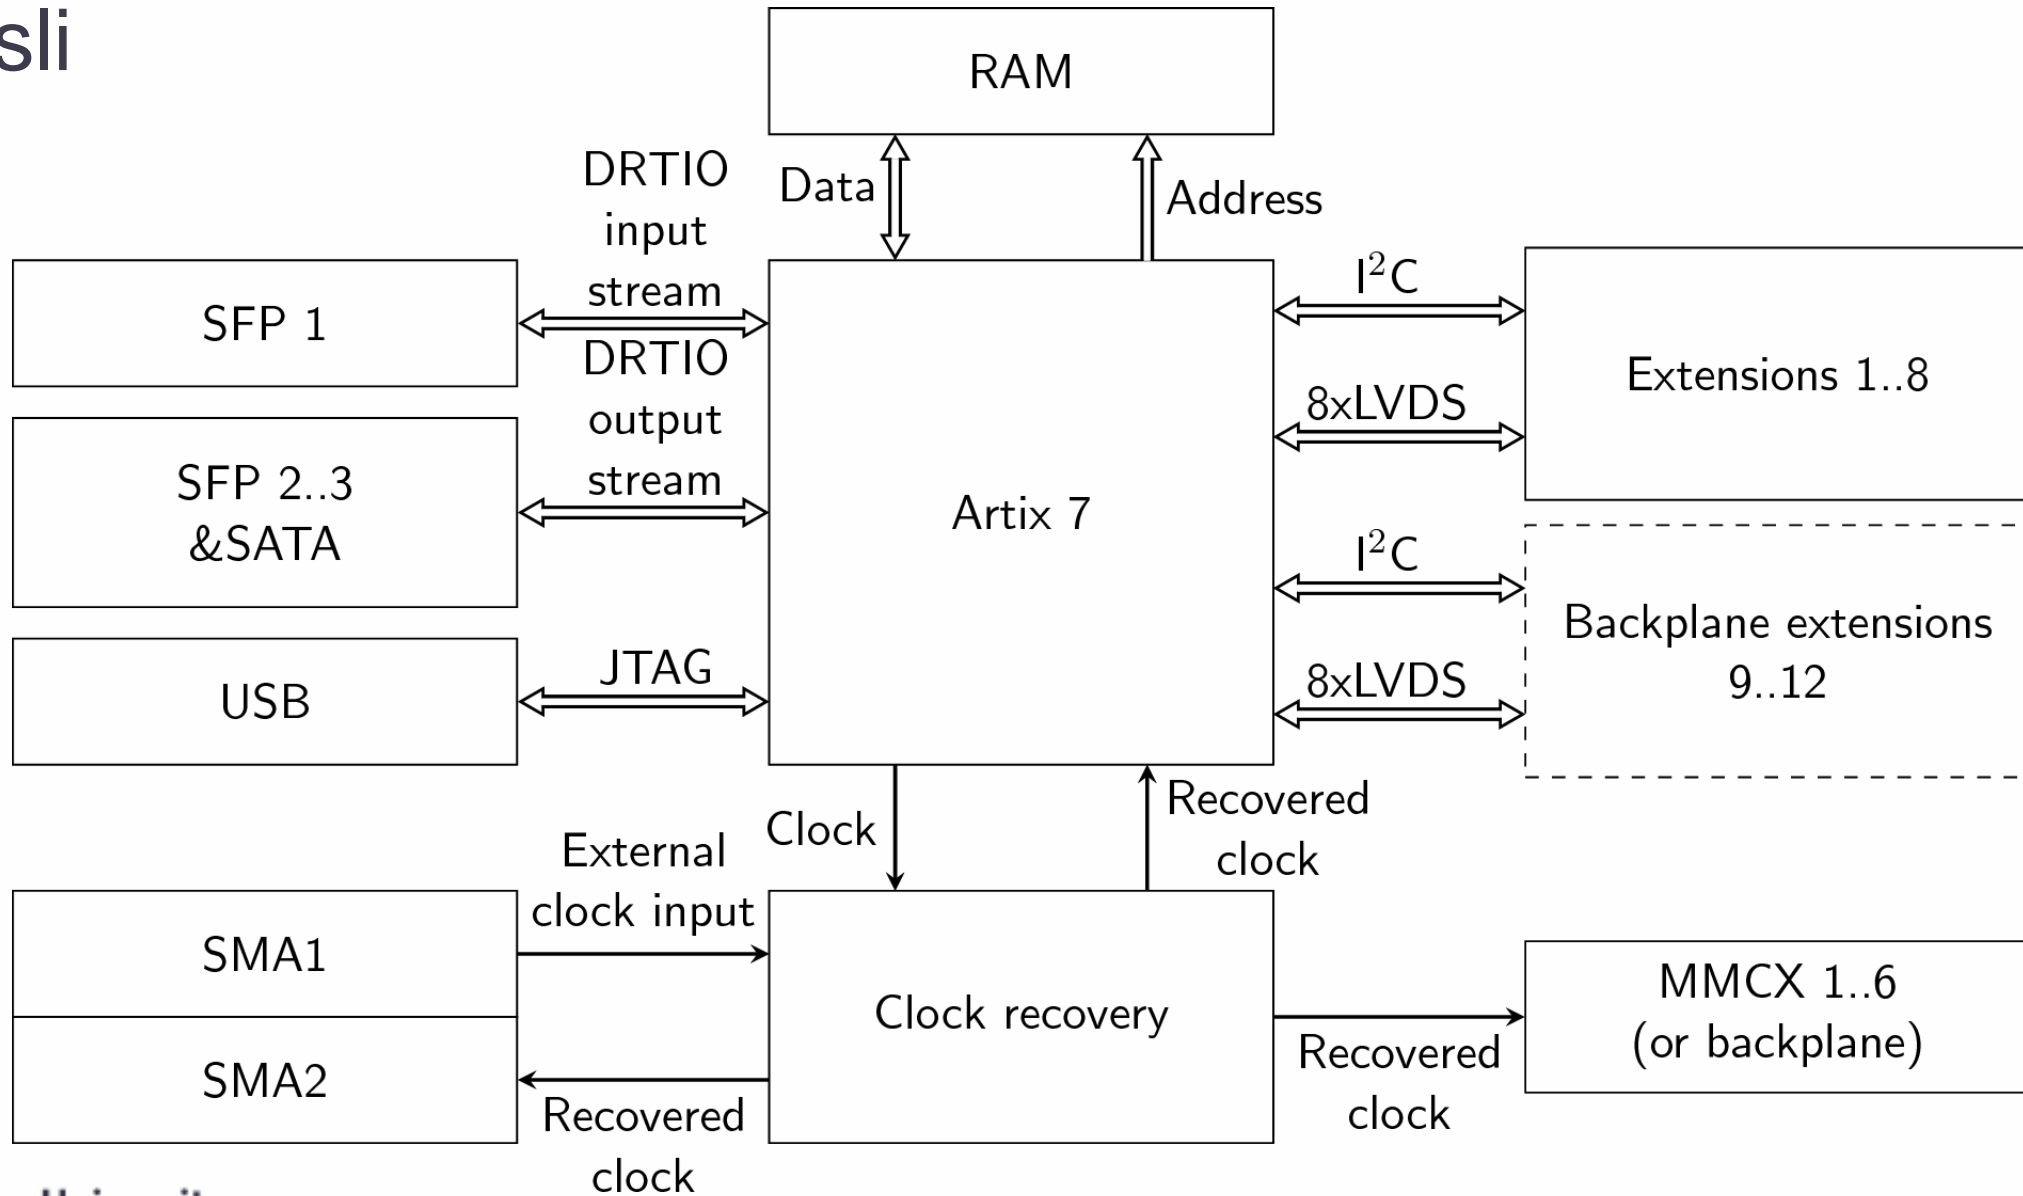 sli
RAM
DRTIO
input
stream
Data
Address
SFP 1
I²C
Extensions 1..8
8xLVDS
DRTIO
output
stream
SFP 2..3
&SATA
Artix 7
I²C
Backplane extensions
9..12
8xLVDS
USB
JTAG
Clock
Recovered
clock
External
clock input
SMA1
SMA2
Recovered
clock
Clock recovery
Recovered
clock
MMCX 1..6
(or backplane)